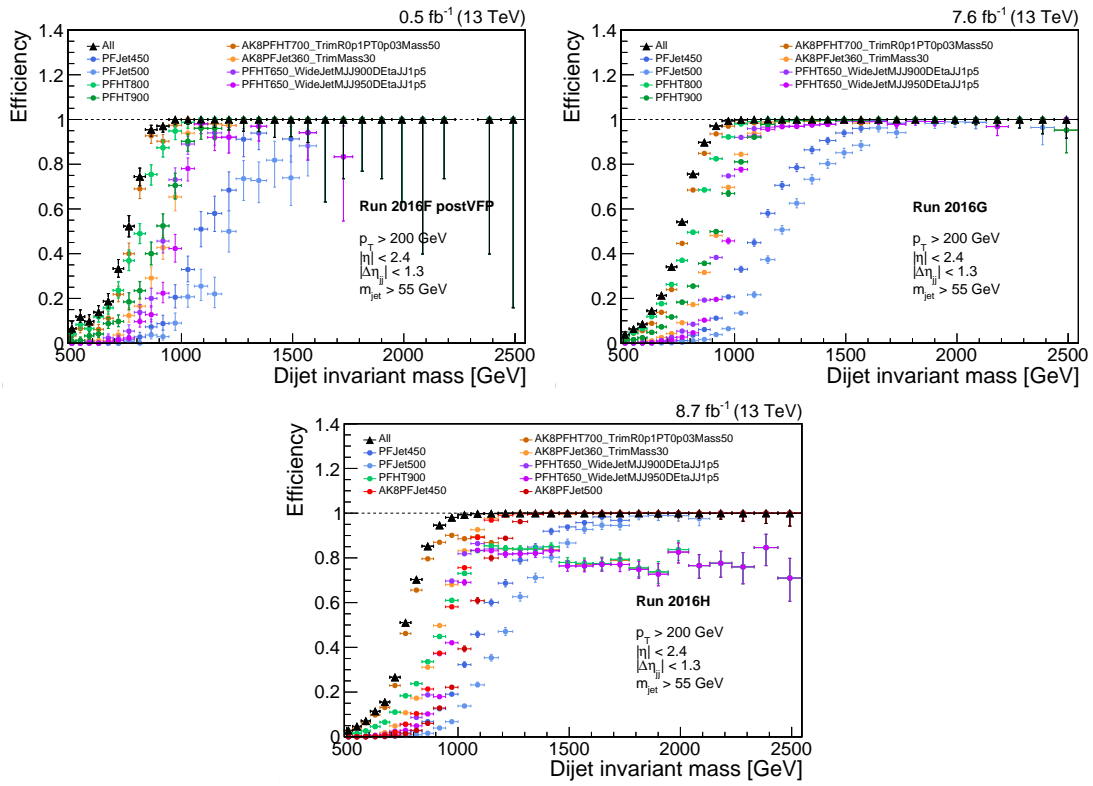 0.5 fb⁻¹ (13 TeV)
Efficiency
1.4
1.2
1
0.8
0.6
0.4
0.2
0
All
PFJet450
PFJet500
PFHT800
PFHT900
AK8PFHT700_TrimR0p1PT0p03Mass50
AK8PFJet360_TrimMass30
PFHT650_WideJetMJJ900DEtaJJ1p5
PFHT650_WideJetMJJ950DEtaJJ1p5
Run 2016F postVFP
p_T > 200 GeV
|η| < 2.4
|Δη_jj| < 1.3
m_jet > 55 GeV
500 1000 1500 2000 2500
Dijet invariant mass [GeV]
7.6 fb⁻¹ (13 TeV)
Efficiency
1.4
1.2
1
0.8
0.6
0.4
0.2
0
All
PFJet450
PFJet500
PFHT800
PFHT900
AK8PFHT700_TrimR0p1PT0p03Mass50
AK8PFJet360_TrimMass30
PFHT650_WideJetMJJ900DEtaJJ1p5
PFHT650_WideJetMJJ950DEtaJJ1p5
Run 2016G
p_T > 200 GeV
|η| < 2.4
|Δη_jj| < 1.3
m_jet > 55 GeV
500 1000 1500 2000 2500
Dijet invariant mass [GeV]
8.7 fb⁻¹ (13 TeV)
Efficiency
1.4
1.2
1
0.8
0.6
0.4
0.2
0
All
PFJet450
PFJet500
PFHT900
AK8PFJet450
AK8PFHT700_TrimR0p1PT0p03Mass50
AK8PFJet360_TrimMass30
PFHT650_WideJetMJJ900DEtaJJ1p5
PFHT650_WideJetMJJ950DEtaJJ1p5
AK8PFJet500
Run 2016H
p_T > 200 GeV
|η| < 2.4
|Δη_jj| < 1.3
m_jet > 55 GeV
500 1000 1500 2000 2500
Dijet invariant mass [GeV]